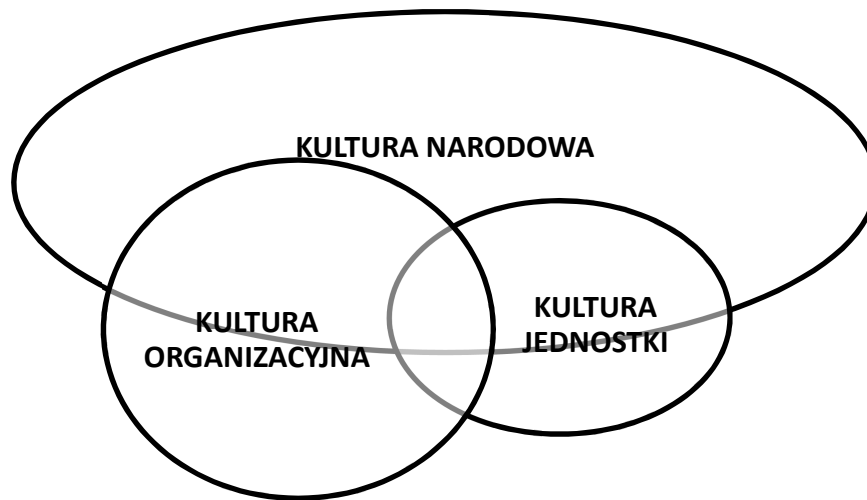 KULTURA NARODOWA
KULTURA
ORGANIZACYJNA
KULTURA
JEDNOSTKI